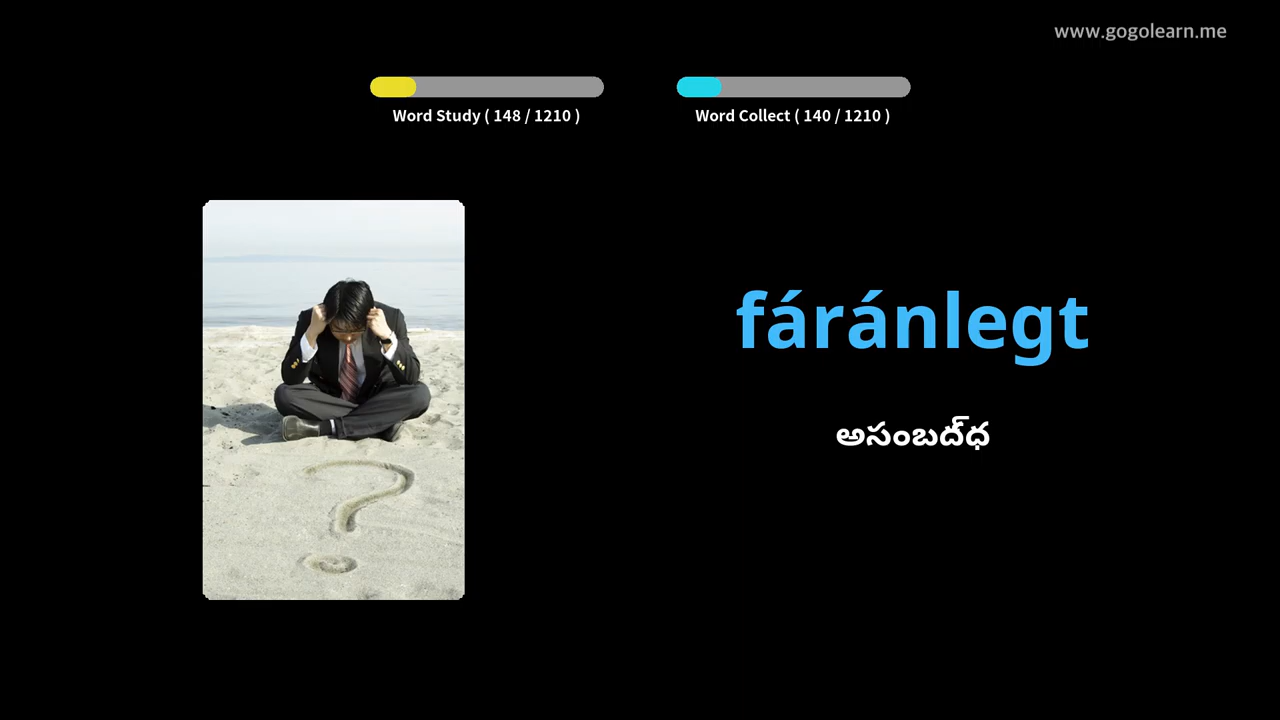 www.gogolearn.me
Word Study ( 148 / 1210 )
Word Collect ( 140 / 1210 )
fáránlegt
అసంబద్ధ
?